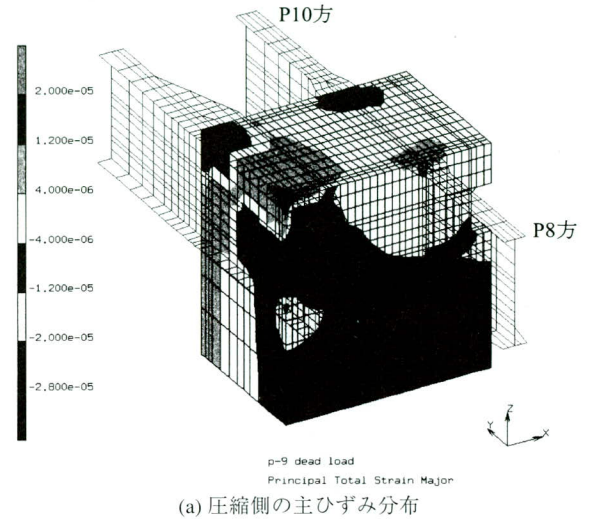 P10方
2.000e-05
1.200e-05
4.000e-06
-4.000e-06
-1.200e-05
-2.000e-05
-2.800e-05
P8方
Z
Y
X
p-9 dead load
Principal Total Strain Major
(a) 圧縮側の主ひずみ分布